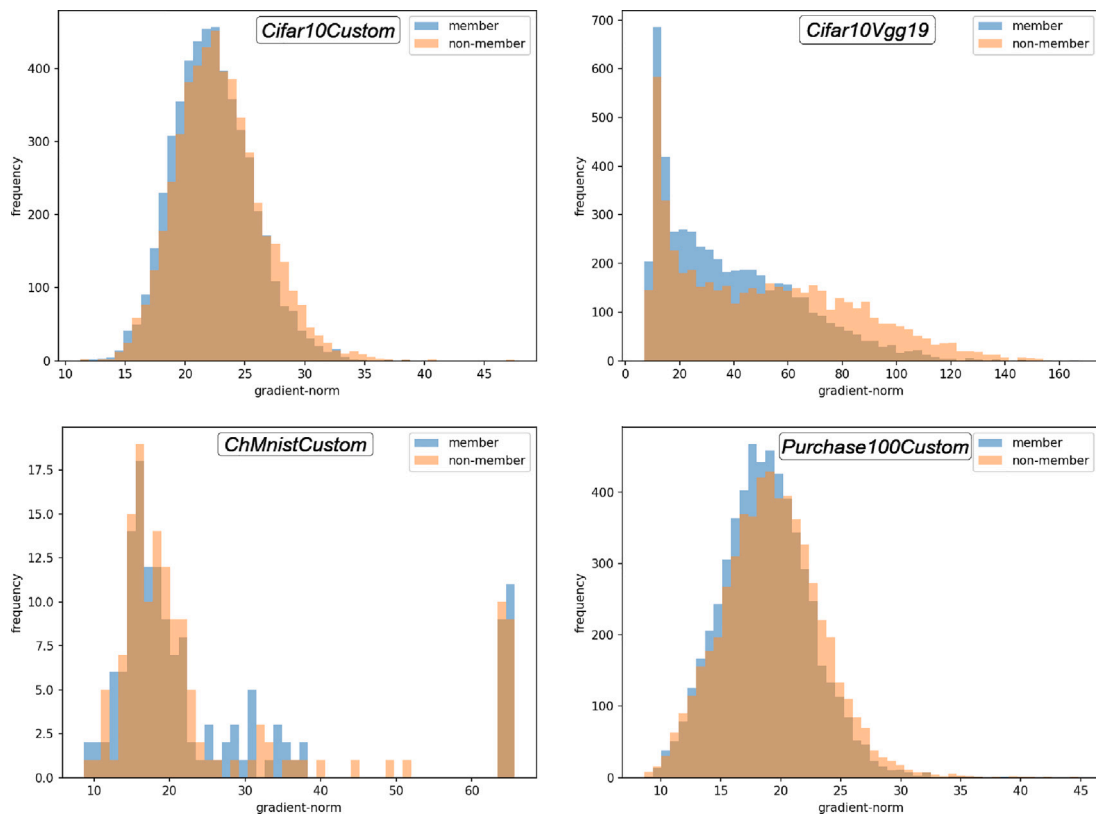 Cifar10Custom
member
non-member
400
300
200
100
0
frequency
10 15 20 25 30 35 40 45
gradient-norm
Cifar10Vgg19
member
non-member
700
600
500
400
300
200
100
0
frequency
0 20 40 60 80 100 120 140 160
gradient-norm
ChMnistCustom
member
non-member
17.5
15.0
12.5
10.0
7.5
5.0
2.5
0.0
frequency
10 20 30 40 50 60
gradient-norm
Purchase100Custom
member
non-member
400
300
200
100
0
frequency
10 15 20 25 30 35 40 45
gradient-norm